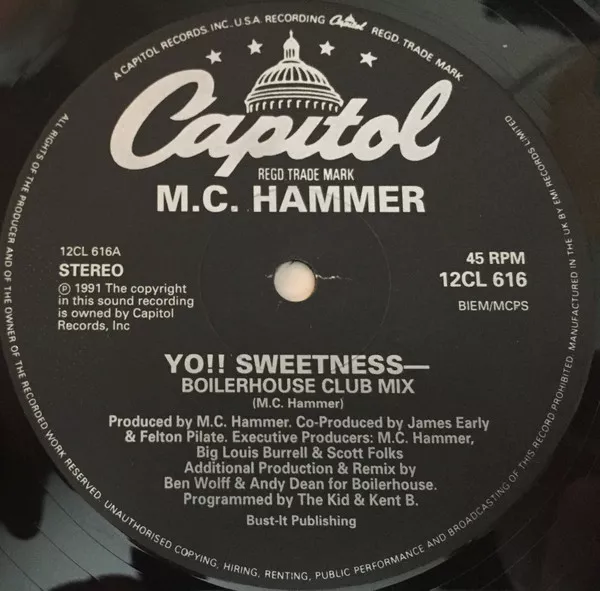 A CAPITOL RECORDS, INC., U.S.A. RECORDING Capitol REGD. TRADE MARK
Capitol
REGD TRADE MARK
M.C. HAMMER
12CL 616A
STEREO
℗ 1991 The copyright
in this sound recording
is owned by Capitol
Records, Inc
45 RPM
12CL 616
BIEM/MCPS
YO!! SWEETNESS—
BOILERHOUSE CLUB MIX
(M.C. Hammer)
Produced by M.C. Hammer. Co-Produced by James Early
& Felton Pilate. Executive Producers: M.C. Hammer,
Big Louis Burrell & Scott Folks
Additional Production & Remix by
Ben Wolff & Andy Dean for Boilerhouse.
Programmed by The Kid & Kent B.
Bust-It Publishing
ALL RIGHTS OF THE PRODUCER AND OF THE OWNER OF THE RECORDED WORK RESERVED. UNAUTHORISED COPYING, HIRING, RENTING, PUBLIC PERFORMANCE AND BROADCASTING OF THIS RECORD PROHIBITED. MANUFACTURED IN THE UK BY EMI RECORDS LIMITED